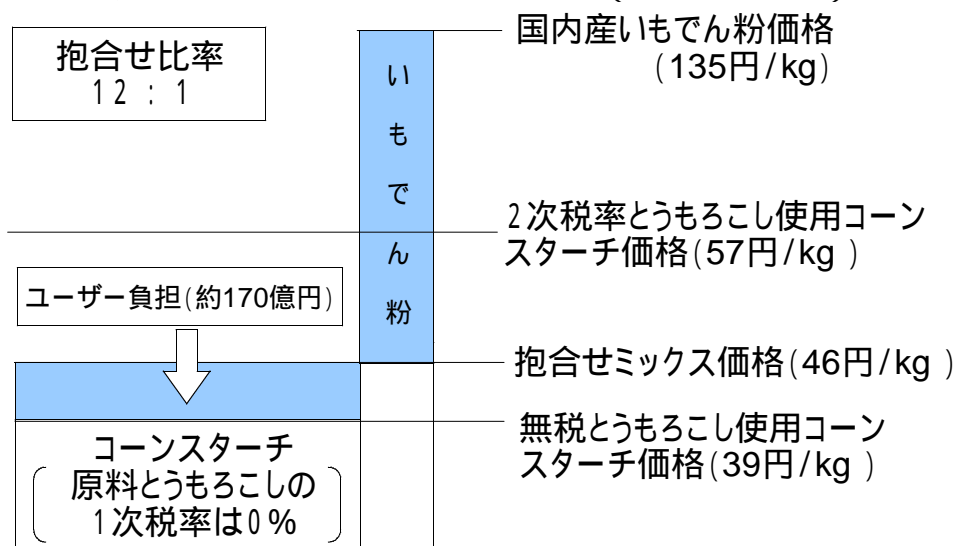 国内産いもでん粉価格
(135円/kg)
抱合せ比率
12:1
いもでん粉
2次税率とうもろこし使用コーン
スターチ価格(57円/kg )
ユーザー負担(約170億円)
抱合せミックス価格(46円/kg )
無税とうもろこし使用コーン
スターチ価格(39円/kg )
コーンスターチ
原料とうもろこしの
1次税率は0%